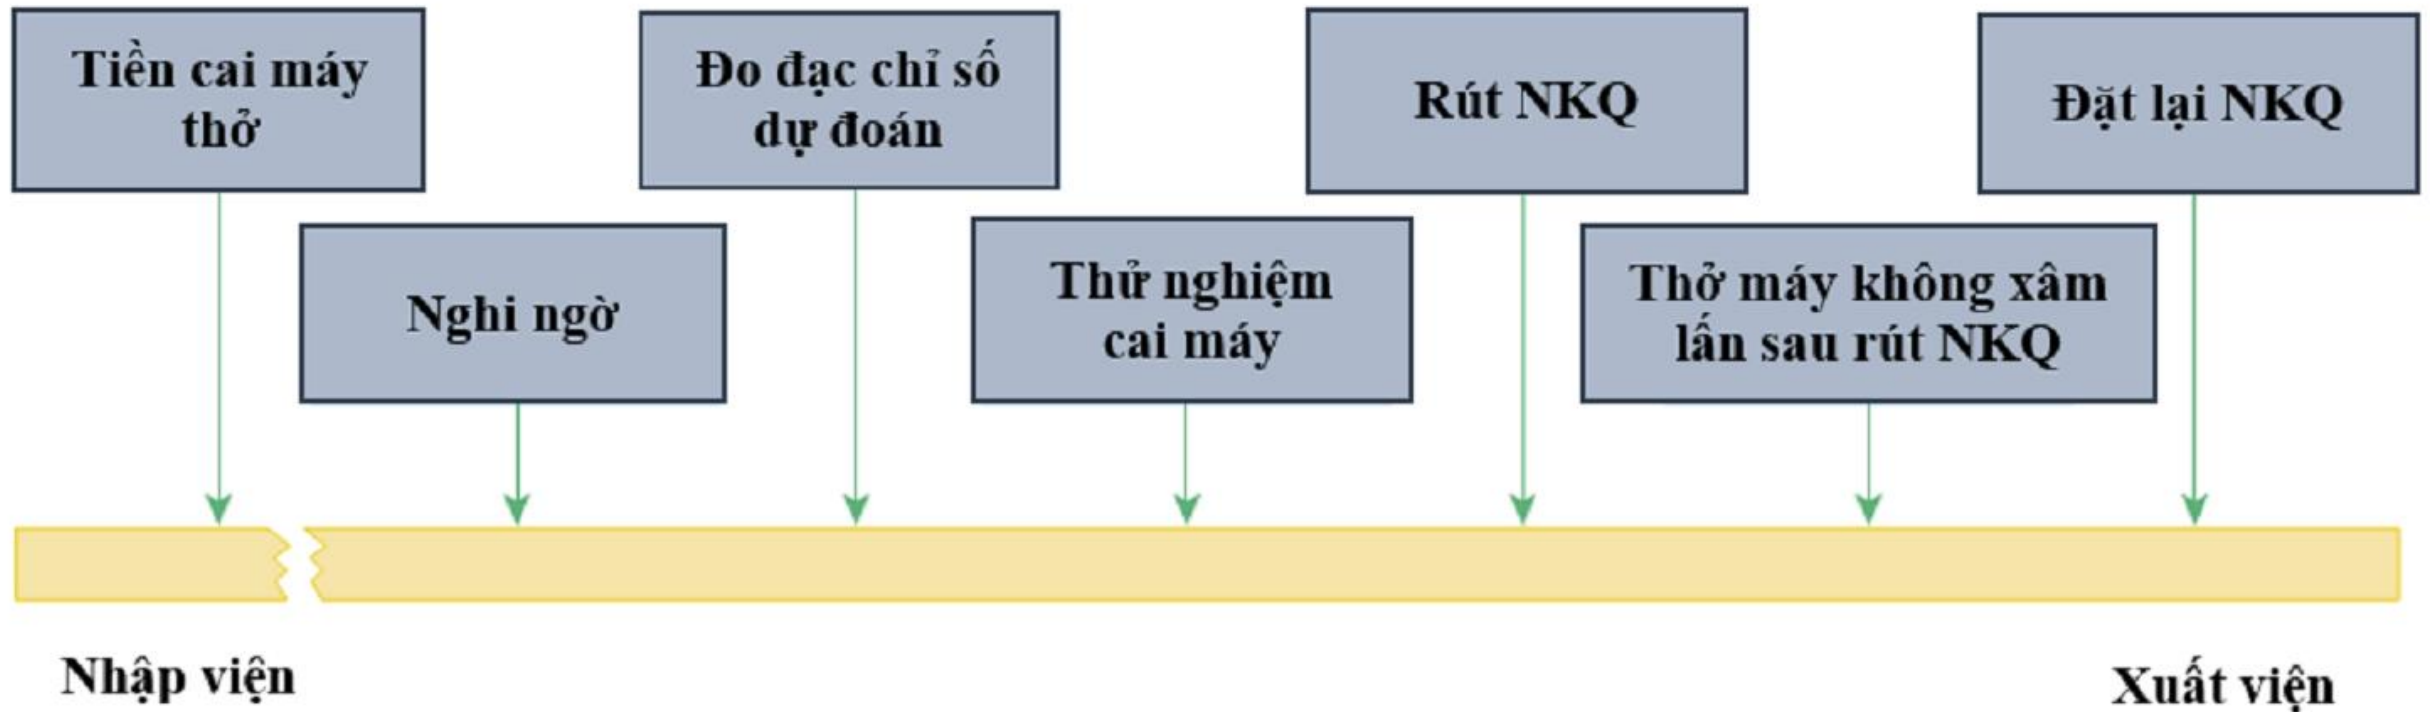 Tiền cai máy
thở
Nghi ngờ
Đo đạc chỉ số
dự đoán
Thử nghiệm
cai máy
Rút NKQ
Thở máy không xâm
lấn sau rút NKQ
Đặt lại NKQ
Nhập viện
Xuất viện